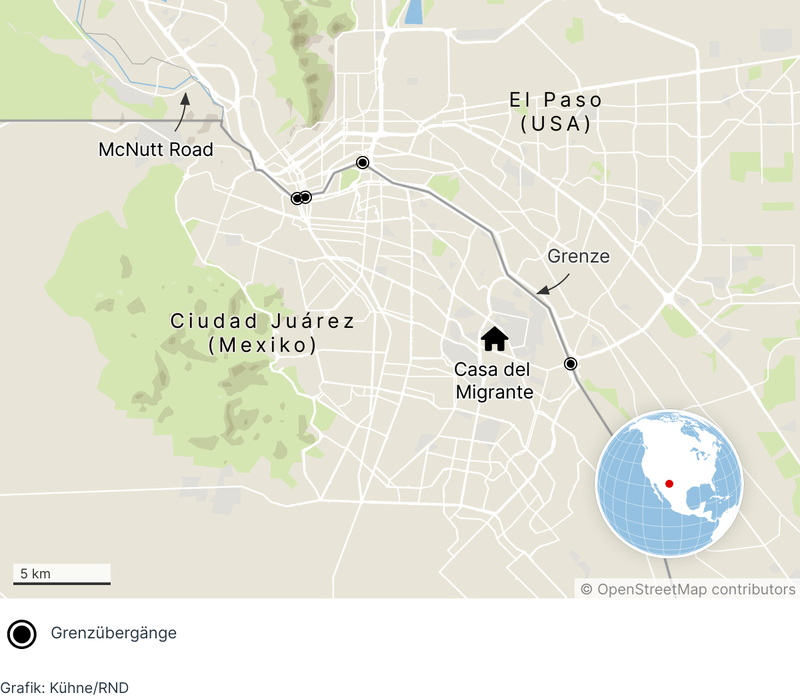 El Paso
(USA)
McNutt Road
Grenze
Ciudad Juárez
(Mexiko)
Casa del
Migrante
5 km
© OpenStreetMap contributors
Grenzübergänge
Grafik: Kühne/RND